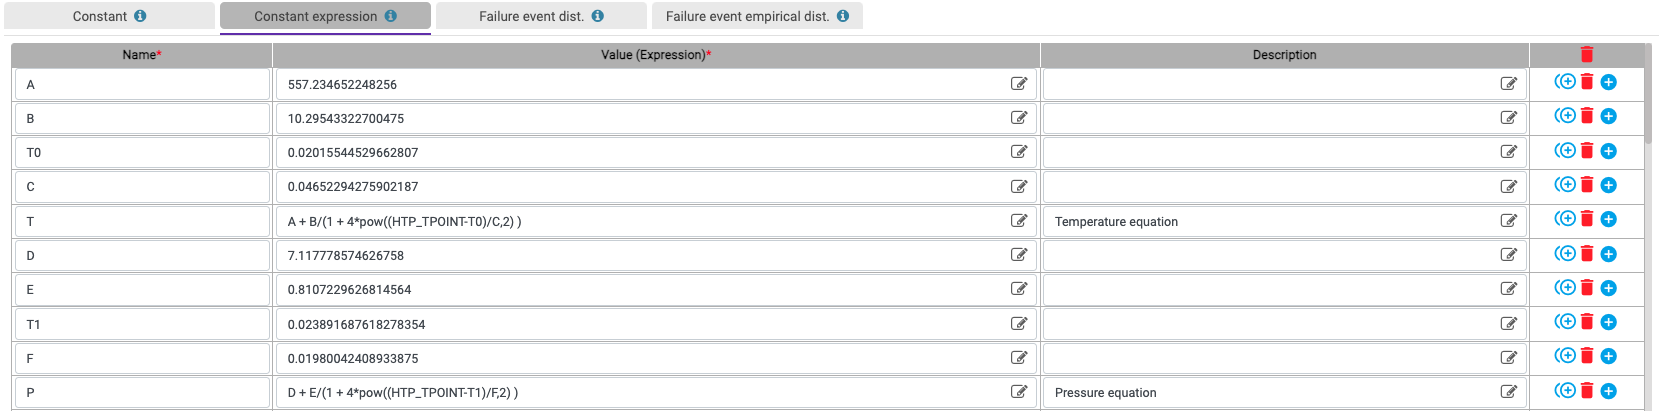 Constant Constant expression Failure event dist. Failure event empirical dist.
Name* Value (Expression)* Description
A 557.234652248256
B 10.29543322700475
T0 0.02015544529662807
C 0.04652294275902187
T A + B/(1 + 4*pow((HTP_TPOINT-T0)/C,2) ) Temperature equation
D 7.117778574626758
E 0.8107229626814564
T1 0.023891687618278354
F 0.01980042408933875
P D + E/(1 + 4*pow((HTP_TPOINT-T1)/F,2) ) Pressure equation